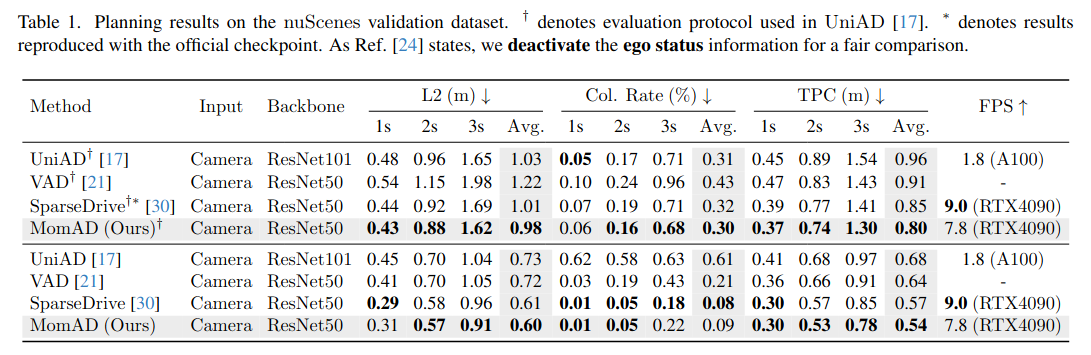 Table 1. Planning results on the nuScenes validation dataset. † denotes evaluation protocol used in UniAD [17]. * denotes results
reproduced with the official checkpoint. As Ref. [24] states, we deactivate the ego status information for a fair comparison.
Method Input Backbone L2 (m) ↓ Col. Rate (%) ↓ TPC (m) ↓ FPS ↑
1s 2s 3s Avg. 1s 2s 3s Avg. 1s 2s 3s Avg.
UniAD† [17] Camera ResNet101 0.48 0.96 1.65 1.03 0.05 0.17 0.71 0.31 0.45 0.89 1.54 0.96 1.8 (A100)
VAD† [21] Camera ResNet50 0.54 1.15 1.98 1.22 0.10 0.24 0.96 0.43 0.47 0.83 1.43 0.91 -
SparseDrive†* [30] Camera ResNet50 0.44 0.92 1.69 1.01 0.07 0.19 0.71 0.32 0.39 0.77 1.41 0.85 9.0 (RTX4090)
MomAD (Ours)† Camera ResNet50 0.43 0.88 1.62 0.98 0.06 0.16 0.68 0.30 0.37 0.74 1.30 0.80 7.8 (RTX4090)
UniAD [17] Camera ResNet101 0.45 0.70 1.04 0.73 0.62 0.58 0.63 0.61 0.41 0.68 0.97 0.68 1.8 (A100)
VAD [21] Camera ResNet50 0.41 0.70 1.05 0.72 0.03 0.19 0.43 0.21 0.36 0.66 0.91 0.64 -
SparseDrive [30] Camera ResNet50 0.29 0.58 0.96 0.61 0.01 0.05 0.18 0.08 0.30 0.57 0.85 0.57 9.0 (RTX4090)
MomAD (Ours) Camera ResNet50 0.31 0.57 0.91 0.60 0.01 0.05 0.22 0.09 0.30 0.53 0.78 0.54 7.8 (RTX4090)